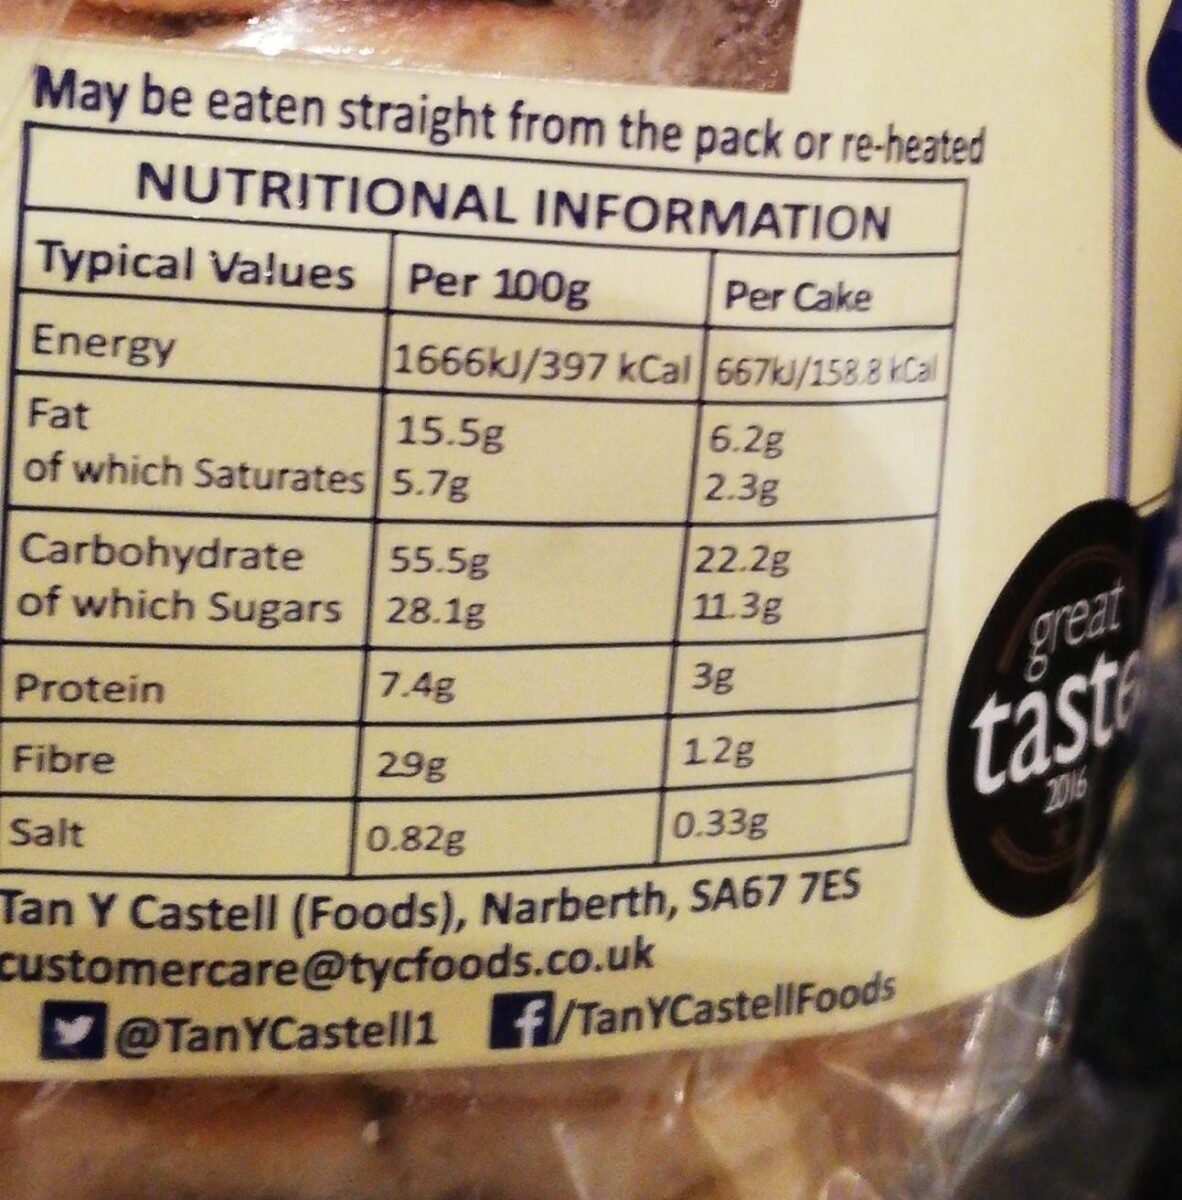 May be eaten straight from the pack or re-heated
NUTRITIONAL INFORMATION
Typical Values Per 100g Per Cake
Energy 1666kJ/397 kCal 667kJ/158.8 kCal
Fat 15.5g 6.2g
of which Saturates 5.7g 2.3g
Carbohydrate 55.5g 22.2g
of which Sugars 28.1g 11.3g
Protein 7.4g 3g
Fibre 29g 12g
Salt 0.82g 0.33g
Tan Y Castell (Foods), Narberth, SA67 7ES
customercare@tycfoods.co.uk
@TanYCastell1 f/TanYCastellFoods
great
taste
2016